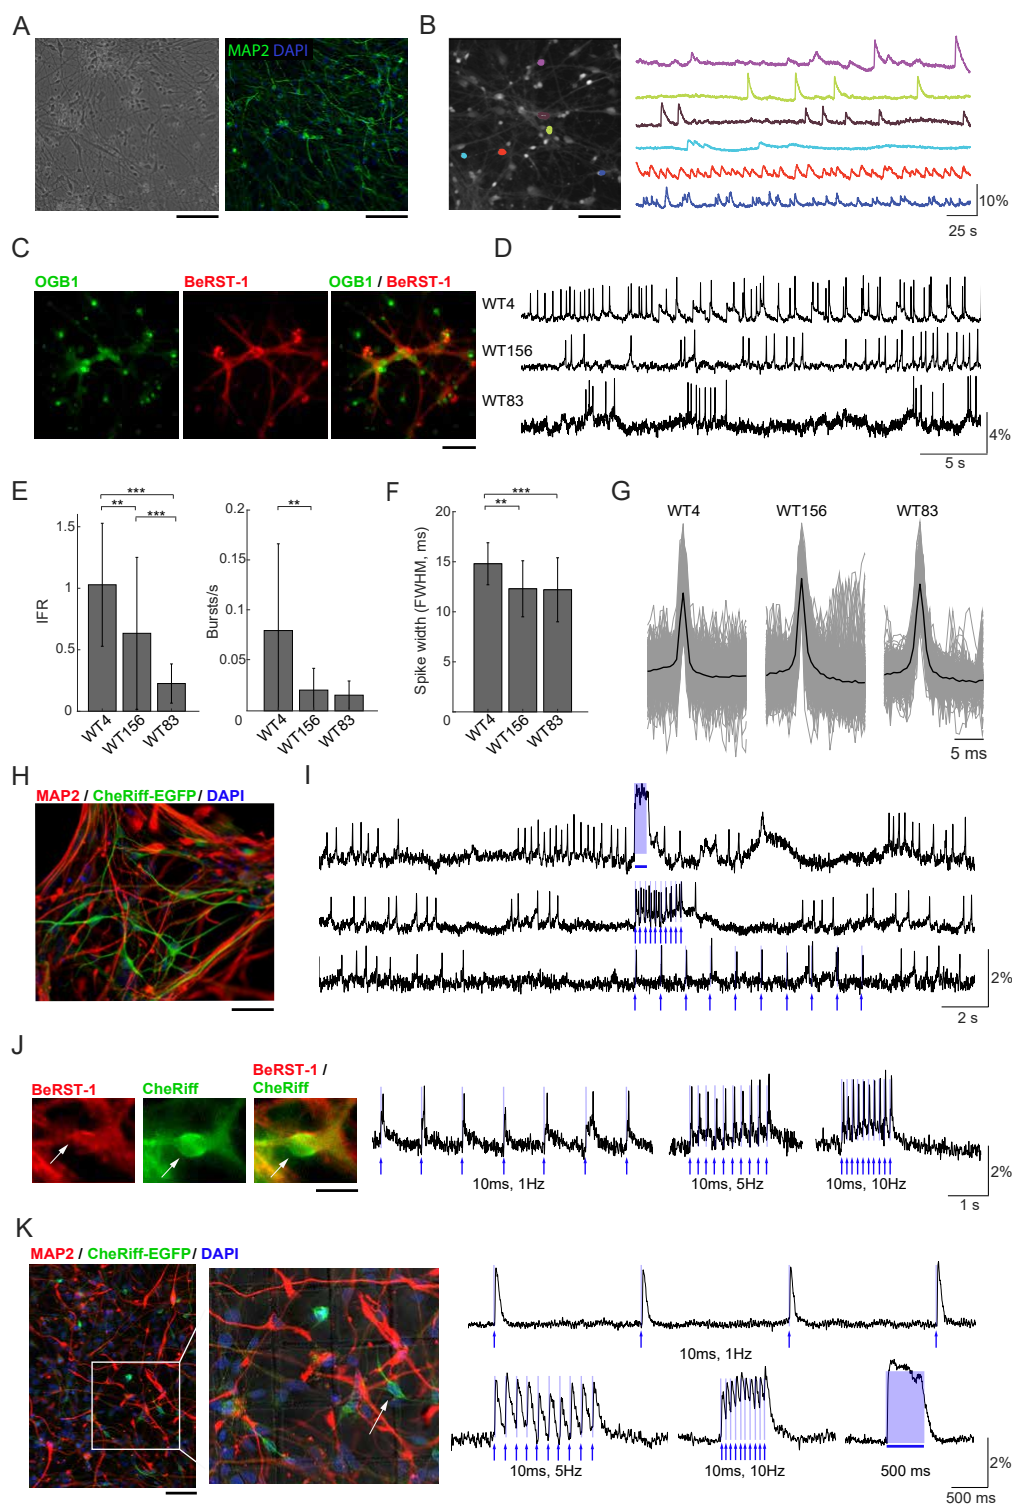 A
MAP2 DAPI
B
10%
25 s
C
OGB1
BeRST-1
OGB1 / BeRST-1
D
WT4
WT156
WT83
4%
5 s
E
***
**
***
IFR
1.5
1
0.5
0
WT4
WT156
WT83
**
Bursts/s
0.2
0.15
0.1
0.05
0
WT4
WT156
WT83
F
***
**
Spike width (FWHM, ms)
20
15
10
5
0
WT4
WT156
WT83
G
WT4
WT156
WT83
5 ms
H
MAP2 / CheRiff-EGFP/ DAPI
I
2%
2 s
J
BeRST-1
CheRiff
BeRST-1 /
CheRiff
10ms, 1Hz
10ms, 5Hz
10ms, 10Hz
2%
1 s
K
MAP2 / CheRiff-EGFP/ DAPI
10ms, 1Hz
10ms, 5Hz
10ms, 10Hz
500 ms
2%
500 ms